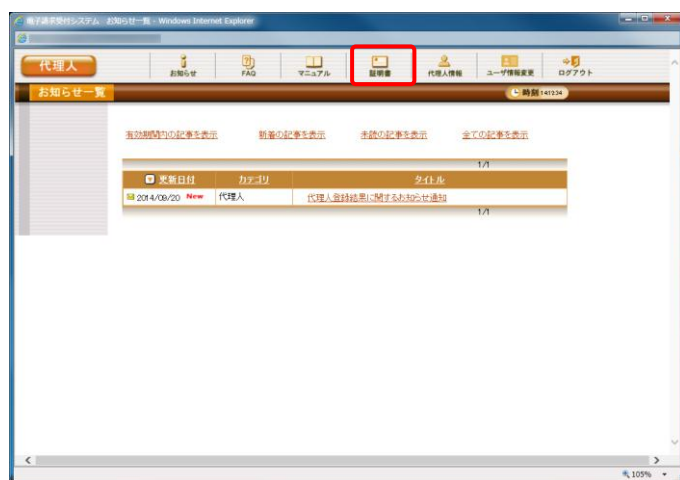 電子請求受付システム お知らせ一覧 - Windows Internet Explorer
代理人
お知らせ FAQ マニュアル 証明書 代理人情報 ユーザ情報変更 ログアウト
お知らせ一覧
時刻 141234
有効期間内の記事を表示 新着の記事を表示 未読の記事を表示 全ての記事を表示
1/1
更新日付 カテゴリ タイトル
2014/09/20 New 代理人 代理人登録結果に関するお知らせ通知
1/1
105%